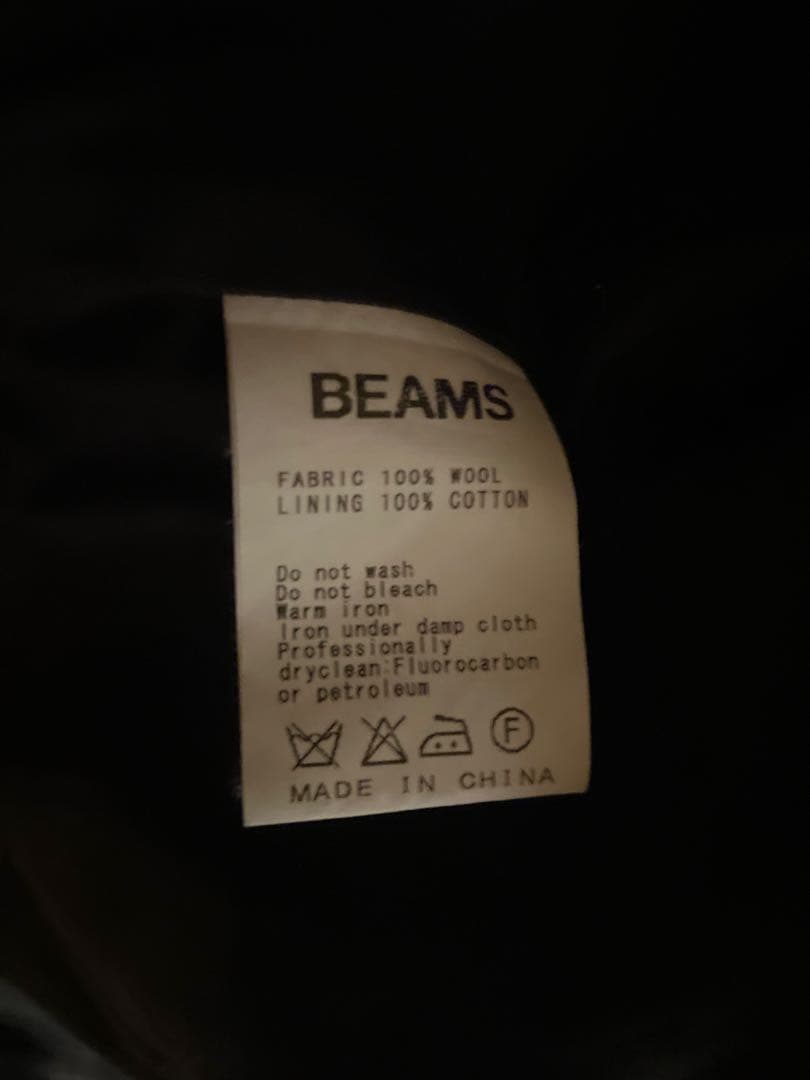 BEAMS
FABRIC 100% WOOL
LINING 100% COTTON
Do not wash
Do not bleach
Warm iron
Iron under damp cloth
Professionally
dryclean:Fluorocarbon
or petroleum
F
MADE IN CHINA